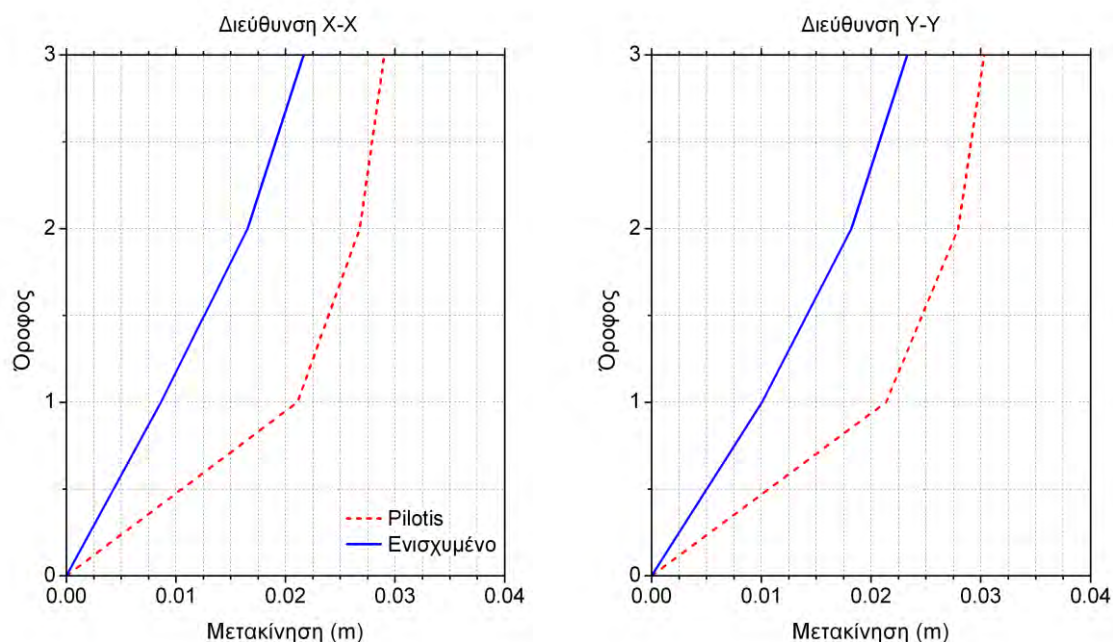 Διεύθυνση X-X
3
2
1
0
0.00 0.01 0.02 0.03 0.04
Όροφος
Μετακίνηση (m)
Pilotis
Ενισχυμένο
Διεύθυνση Y-Y
3
2
1
0
0.00 0.01 0.02 0.03 0.04
Όροφος
Μετακίνηση (m)